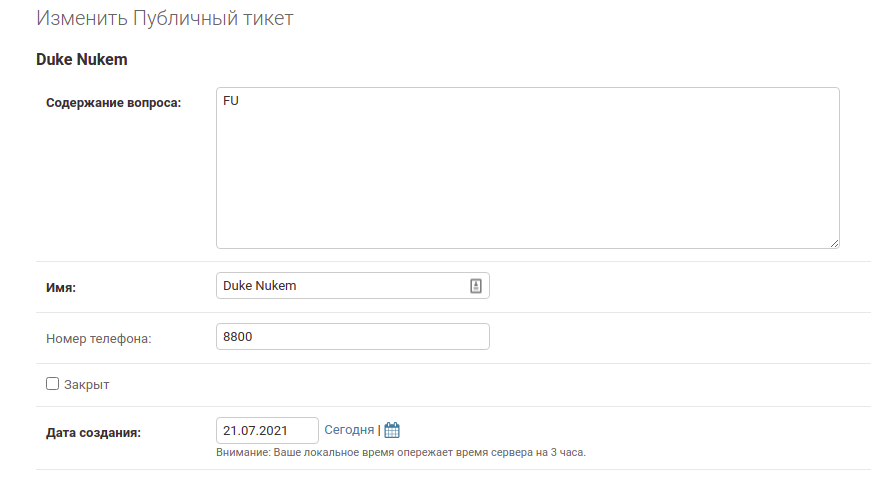 Изменить Публичный тикет
Duke Nukem
Содержание вопроса:
FU
Имя:
Duke Nukem
Номер телефона:
8800
Закрыт
Дата создания:
21.07.2021
Сегодня |
Внимание: Ваше локальное время опережает время сервера на 3 часа.